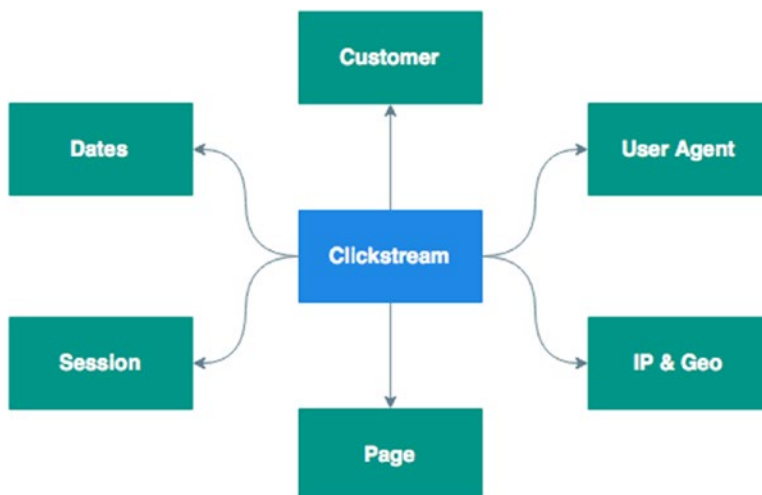 Customer
Dates
User Agent
Clickstream
Session
IP & Geo
Page